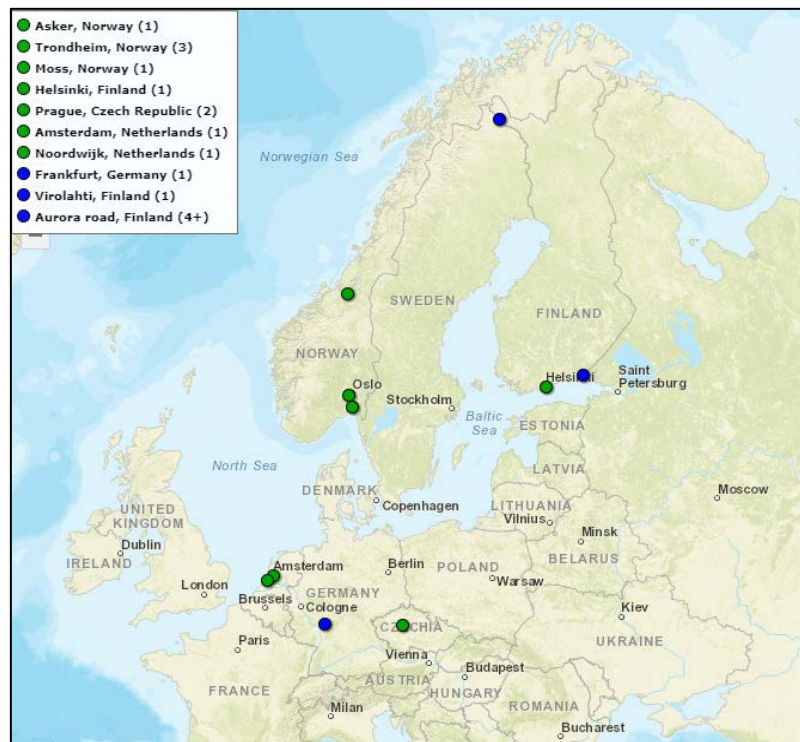 Asker, Norway (1)
Trondheim, Norway (3)
Moss, Norway (1)
Helsinki, Finland (1)
Prague, Czech Republic (2)
Amsterdam, Netherlands (1)
Noordwijk, Netherlands (1)
Frankfurt, Germany (1)
Virolahti, Finland (1)
Aurora road, Finland (4+)
Norwegian Sea
SWEDEN
FINLAND
NORWAY
Oslo
Helsinki
Saint
Petersburg
Stockholm
Baltic
Sea
ESTONIA
North Sea
LATVIA
DENMARK
Copenhagen
LITHUANIA
Vilnius
Moscow
UNITED
KINGDOM
Dublin
IRELAND
Minsk
BELARUS
Amsterdam
Berlin
POLAND
Warsaw
London
Brussels
GERMANY
Cologne
Kiev
CZECHIA
UKRAINE
Paris
Vienna
Budapest
AUSTRIA
HUNGARY
FRANCE
ROMANIA
Milan
Bucharest